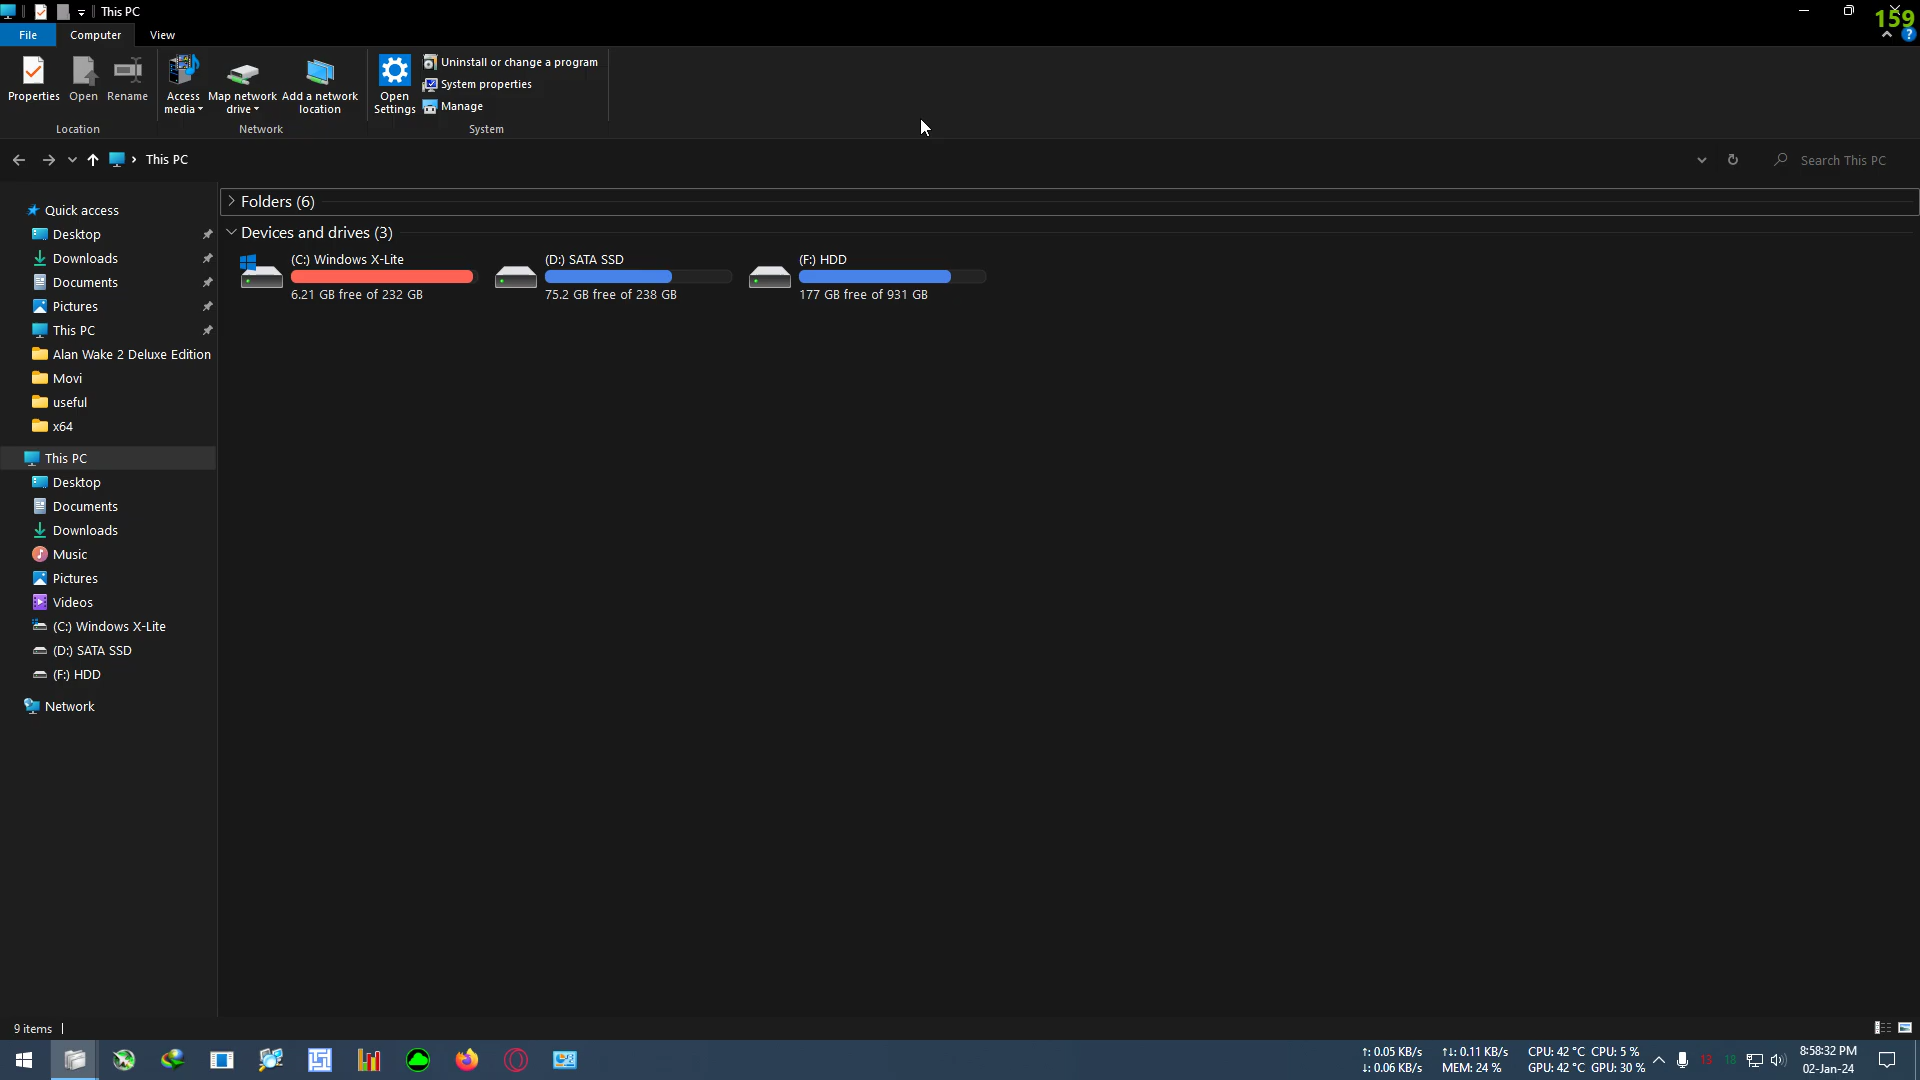 This PC
159
File
Computer
View
Properties
Open
Rename
Access media
Map network drive
Add a network location
Open Settings
Uninstall or change a program
System properties
Manage
Location
Network
System
This PC
Search This PC
Quick access
Desktop
Downloads
Documents
Pictures
This PC
Alan Wake 2 Deluxe Edition
Movi
useful
x64
This PC
Desktop
Documents
Downloads
Music
Pictures
Videos
(C:) Windows X-Lite
(D:) SATA SSD
(F:) HDD
Network
Folders (6)
Devices and drives (3)
(C:) Windows X-Lite
6.21 GB free of 232 GB
(D:) SATA SSD
75.2 GB free of 238 GB
(F:) HDD
177 GB free of 931 GB
9 items
↑: 0.05 KB/s
↓: 0.06 KB/s
↑↓: 0.11 KB/s
MEM: 24 %
CPU: 42 °C CPU: 5 %
GPU: 42 °C GPU: 30 %
13
18
8:58:32 PM
02-Jan-24